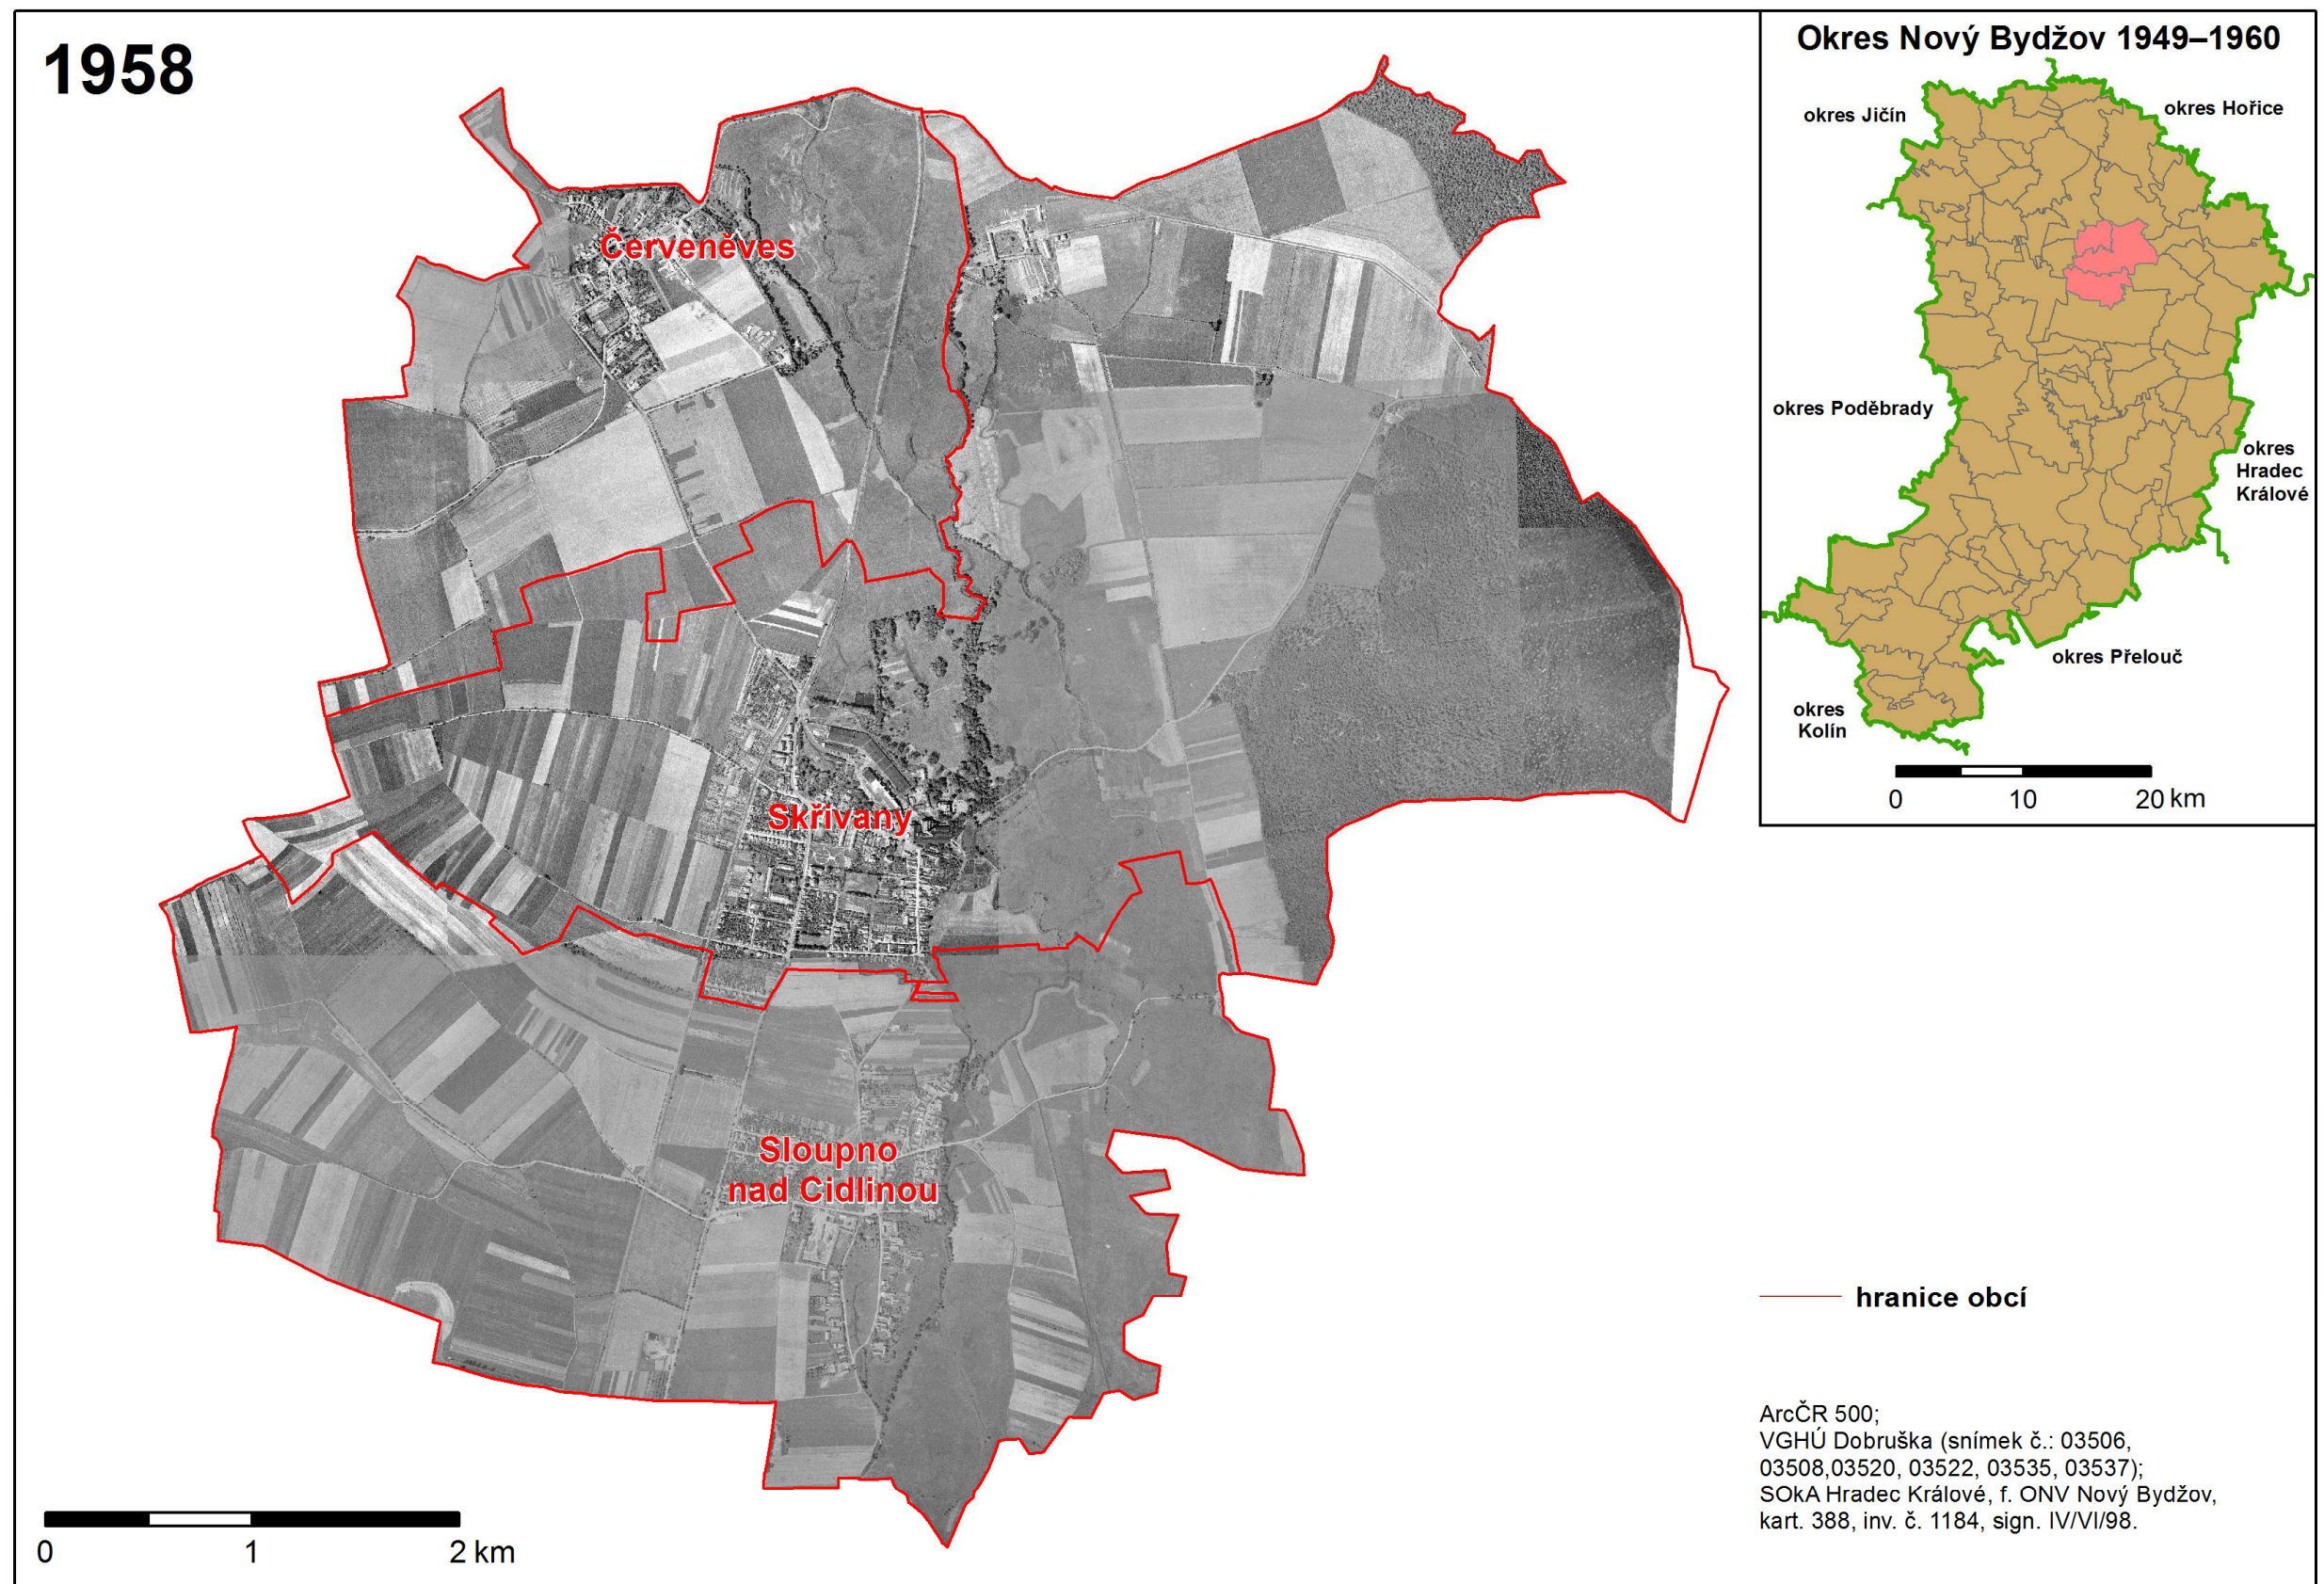 1958
Okres Nový Bydžov 1949–1960
okres Jičín
okres Hořice
okres Poděbrady
okres
Hradec
Králové
okres Přelouč
okres
Kolín
0 10 20 km
Červeněves
Skřivany
Sloupno
nad Cidlinou
hranice obcí
ArcČR 500;
VGHÚ Dobruška (snímek č.: 03506,
03508,03520, 03522, 03535, 03537);
SOkA Hradec Králové, f. ONV Nový Bydžov,
kart. 388, inv. č. 1184, sign. IV/VI/98.
0 1 2 km